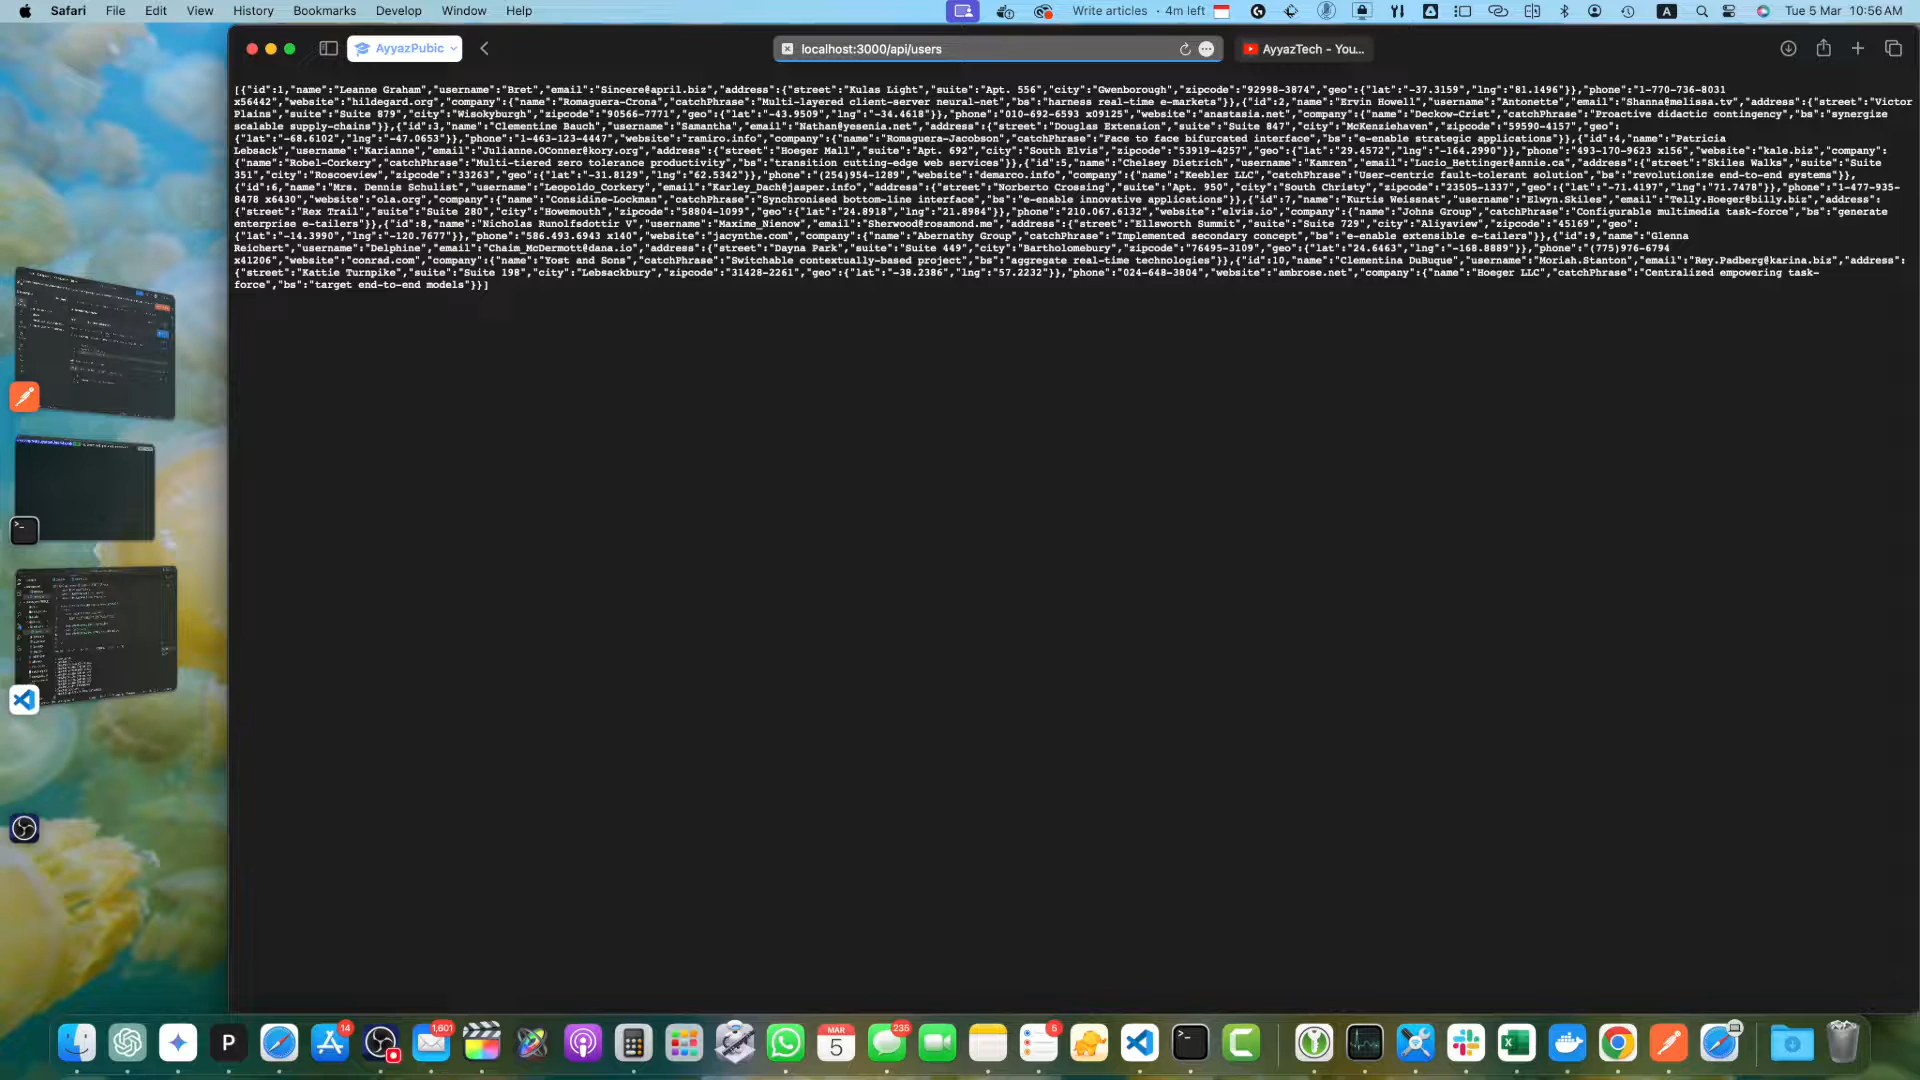 Safari File Edit View History Bookmarks Develop Window Help Write articles · 4m left A Tue 5 Mar 10:56 AM
AyyazPubic localhost:3000/api/users AyyazTech - You...
[{"id":1,"name":"Leanne Graham","username":"Bret","email":"Sincere@april.biz","address":{"street":"Kulas Light","suite":"Apt. 556","city":"Gwenborough","zipcode":"92998-3874","geo":{"lat":"-37.3159","lng":"81.1496"}},"phone":"1-770-736-8031
x56442","website":"hildegard.org","company":{"name":"Romaguera-Crona","catchPhrase":"Multi-layered client-server neural-net","bs":"harness real-time e-markets"}},{"id":2,"name":"Ervin Howell","username":"Antonette","email":"Shanna@melissa.tv","address":{"street":"Victor
Plains","suite":"Suite 879","city":"Wisokyburgh","zipcode":"90566-7771","geo":{"lat":"-43.9509","lng":"-34.4618"}},"phone":"010-692-6593 x09125","website":"anastasia.net","company":{"name":"Deckow-Crist","catchPhrase":"Proactive didactic contingency","bs":"synergize
scalable supply-chains"}},{"id":3,"name":"Clementine Bauch","username":"Samantha","email":"Nathan@yesenia.net","address":{"street":"Douglas Extension","suite":"Suite 847","city":"McKenziehaven","zipcode":"59590-4157","geo":
{"lat":"-68.6102","lng":"-47.0653"}},"phone":"1-463-123-4447","website":"ramiro.info","company":{"name":"Romaguera-Jacobson","catchPhrase":"Face to face bifurcated interface","bs":"e-enable strategic applications"}},{"id":4,"name":"Patricia
Lebsack","username":"Karianne","email":"Julianne.OConner@kory.org","address":{"street":"Hoeger Mall","suite":"Apt. 692","city":"South Elvis","zipcode":"53919-4257","geo":{"lat":"29.4572","lng":"-164.2990"}},"phone":"493-170-9623 x156","website":"kale.biz","company":
{"name":"Robel-Corkery","catchPhrase":"Multi-tiered zero tolerance productivity","bs":"transition cutting-edge web services"}},{"id":5,"name":"Chelsey Dietrich","username":"Kamren","email":"Lucio_Hettinger@annie.ca","address":{"street":"Skiles Walks","suite":"Suite
351","city":"Roscoeview","zipcode":"33263","geo":{"lat":"-31.8129","lng":"62.5342"}},"phone":"(254)954-1289","website":"demarco.info","company":{"name":"Keebler LLC","catchPhrase":"User-centric fault-tolerant solution","bs":"revolutionize end-to-end systems"}},
{"id":6,"name":"Mrs. Dennis Schulist","username":"Leopoldo_Corkery","email":"Karley_Dach@jasper.info","address":{"street":"Norberto Crossing","suite":"Apt. 950","city":"South Christy","zipcode":"23505-1337","geo":{"lat":"-71.4197","lng":"71.7478"}},"phone":"1-477-935-
8478 x6430","website":"ola.org","company":{"name":"Considine-Lockman","catchPhrase":"Synchronised bottom-line interface","bs":"e-enable innovative applications"}},{"id":7,"name":"Kurtis Weissnat","username":"Elwyn.Skiles","email":"Telly.Hoeger@billy.biz","address":
{"street":"Rex Trail","suite":"Suite 280","city":"Howemouth","zipcode":"58804-1099","geo":{"lat":"24.8918","lng":"21.8984"}},"phone":"210.067.6132","website":"elvis.io","company":{"name":"Johns Group","catchPhrase":"Configurable multimedia task-force","bs":"generate
enterprise e-tailers"}},{"id":8,"name":"Nicholas Runolfsdottir V","username":"Maxime_Nienow","email":"Sherwood@rosamond.me","address":{"street":"Ellsworth Summit","suite":"Suite 729","city":"Aliyaview","zipcode":"45169","geo":
{"lat":"-14.3990","lng":"-120.7677"}},"phone":"586.493.6943 x140","website":"jacynthe.com","company":{"name":"Abernathy Group","catchPhrase":"Implemented secondary concept","bs":"e-enable extensible e-tailers"}},{"id":9,"name":"Glenna
Reichert","username":"Delphine","email":"Chaim_McDermott@dana.io","address":{"street":"Dayna Park","suite":"Suite 449","city":"Bartholomebury","zipcode":"76495-3109","geo":{"lat":"24.6463","lng":"-168.8889"}},"phone":"(775)976-6794
x41206","website":"conrad.com","company":{"name":"Yost and Sons","catchPhrase":"Switchable contextually-based project","bs":"aggregate real-time technologies"}},{"id":10,"name":"Clementina DuBuque","username":"Moriah.Stanton","email":"Rey.Padberg@karina.biz","address":
{"street":"Kattie Turnpike","suite":"Suite 198","city":"Lebsackbury","zipcode":"31428-2261","geo":{"lat":"-38.2386","lng":"57.2232"}},"phone":"024-648-3804","website":"ambrose.net","company":{"name":"Hoeger LLC","catchPhrase":"Centralized empowering task-
force","bs":"target end-to-end models"}}]
14 1,601 MAR 235 5
P 5